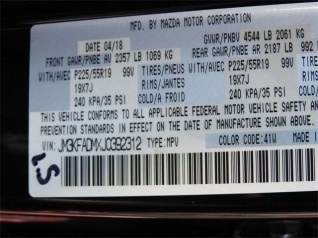 MFD. BY MAZDA MOTOR CORPORATION
DATE 04/18 GVWR/PNBV 4544 LB 2061 KG
FRONT GAWR/PNBE AV 2357 LB 1069 KG REAR GAWR/PNBE AR 2187 LB 992
WITH/AVEC P225/55R19 99V TIRES/PNEUS WITH/AVEC P225/55R19 99V
19X7J RIMS/JANTES 19X7J
240 KPA/35 PSI COLD/A FROID 240 KPA/35 PSI
THIS VEHICLE CONFORMS TO ALL APPLICABLE FEDERAL MOTOR VEHICLE SAFETY AND
THEFT PREVENTION STANDARDS IN EFFECT ON THE DATE OF MANUFACTURE SHOWN ABOVE.
VIN: JM3KFADMXJ0392312 TYPE:MPV
COLOR: 41W MADE IN